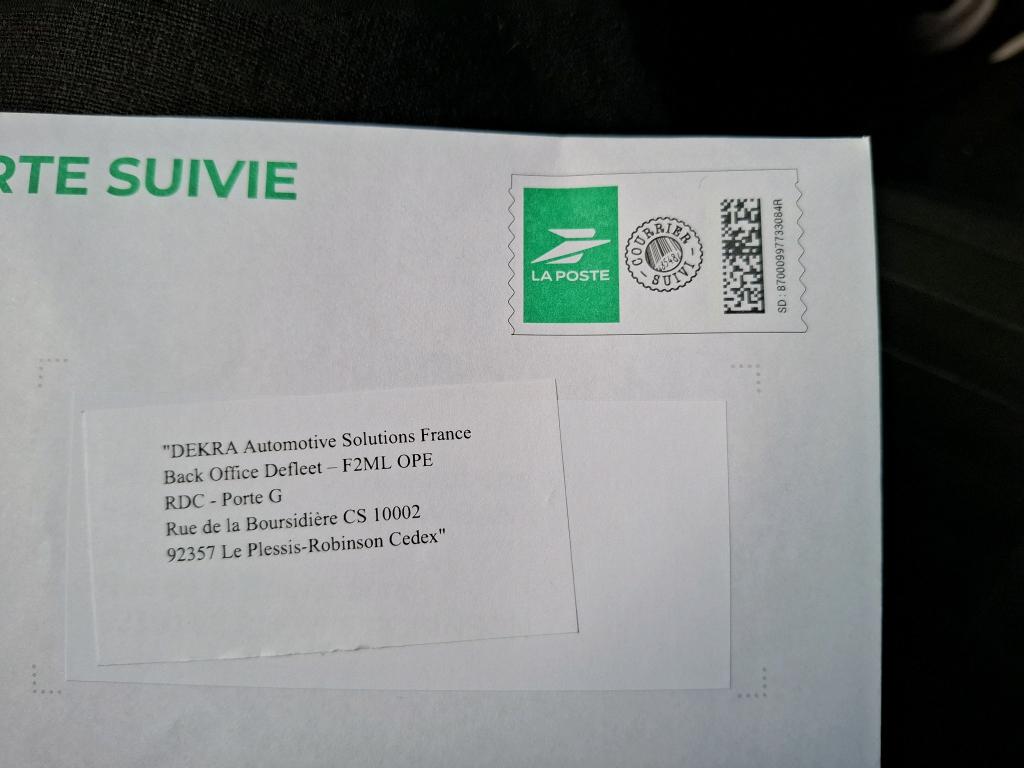 RTE SUIVIE
LA POSTE
COURRIER
SUIVI
SD : 87000997733084R
"DEKRA Automotive Solutions France
Back Office Defleet – F2ML OPE
RDC - Porte G
Rue de la Boursidière CS 10002
92357 Le Plessis-Robinson Cedex"